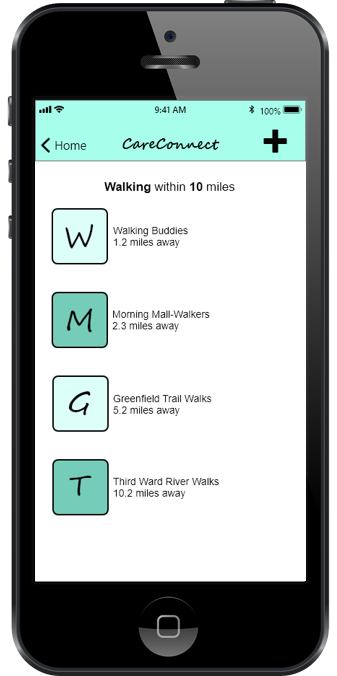 9:41 AM
100%
Home
CareConnect
Walking within 10 miles
W
Walking Buddies
1.2 miles away
M
Morning Mall-Walkers
2.3 miles away
G
Greenfield Trail Walks
5.2 miles away
T
Third Ward River Walks
10.2 miles away